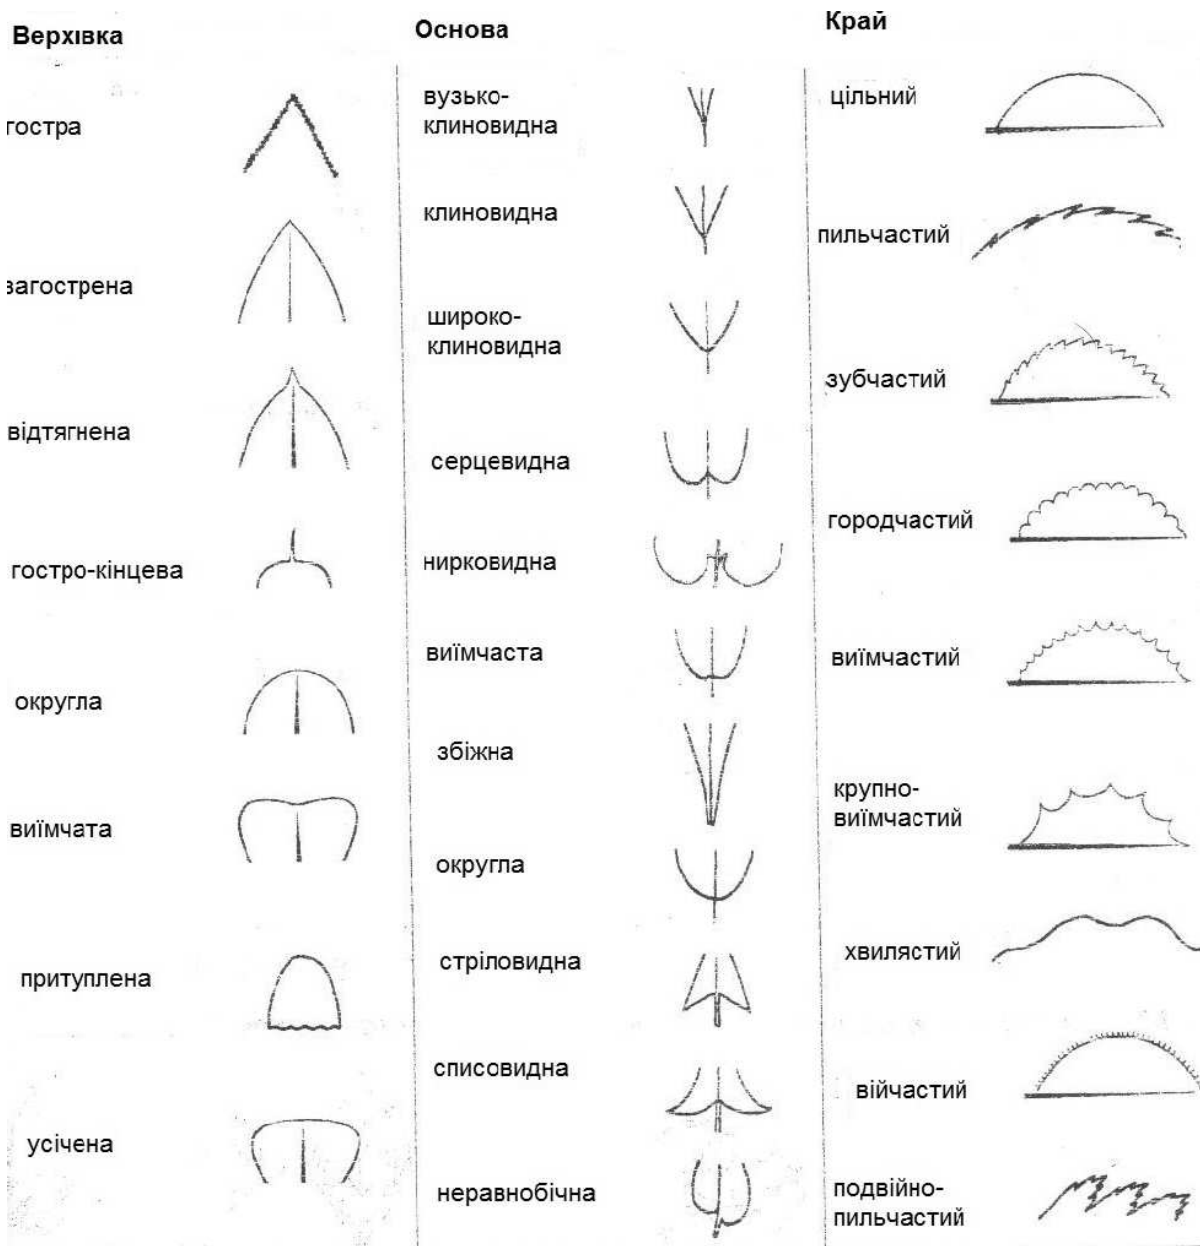 Верхівка
гостра
загострена
відтягнена
гостро-кінцева
округла
виїмчата
притуплена
усічена
Основа
вузько-
клиновидна
клиновидна
широко-
клиновидна
серцевидна
нирковидна
виїмчаста
збіжна
округла
стріловидна
списовидна
неравнобічна
Край
цільний
пильчастий
зубчастий
городчастий
виїмчастий
крупно-
виїмчастий
хвилястий
війчастий
подвійно-
пильчастий